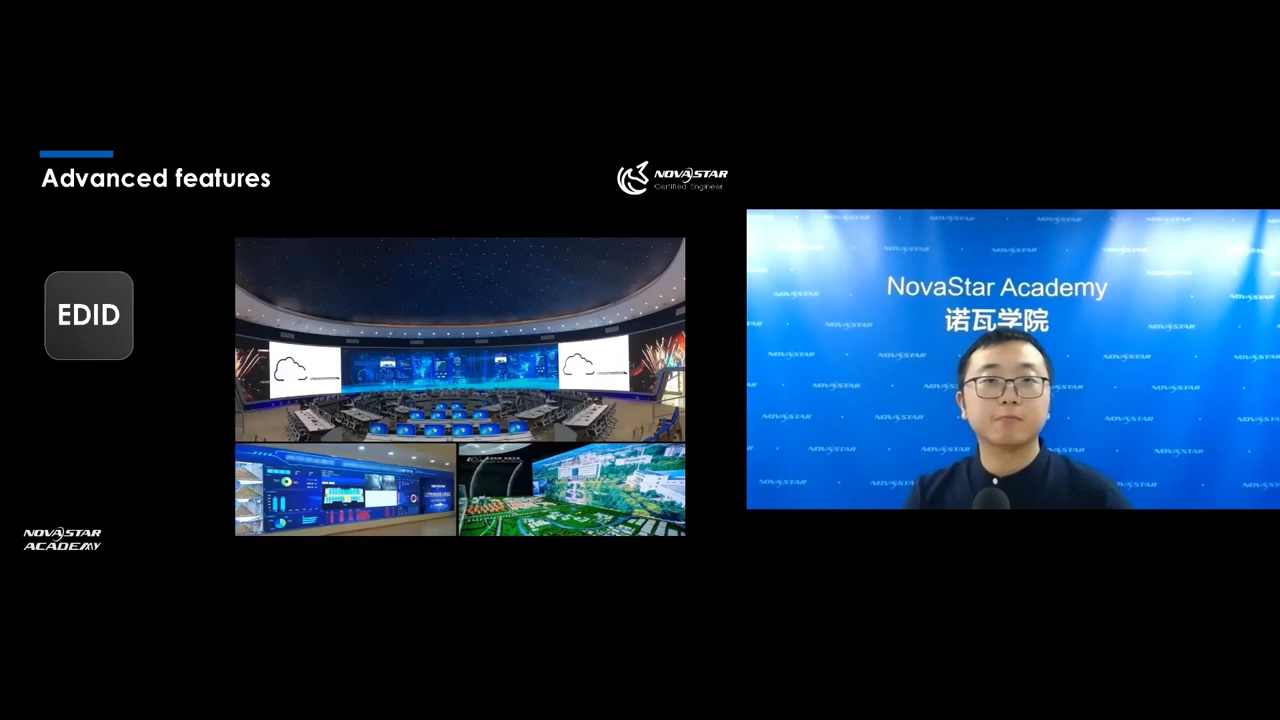 Advanced features
NOVASTAR
Certified Engineer
EDID
NOVASTAR
ACADEMY
NovaStar Academy
诺瓦学院